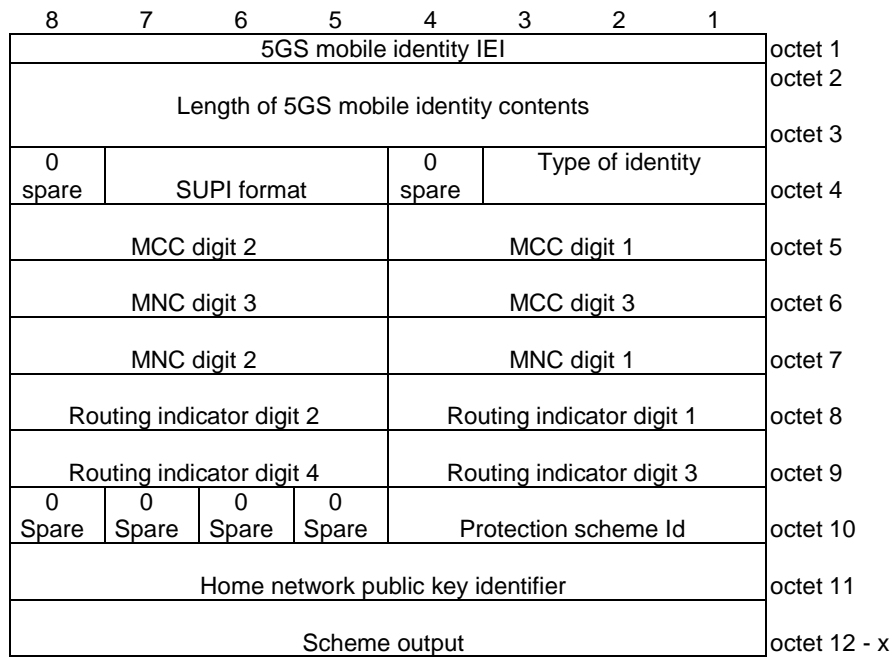 8 7 6 5 4 3 2 1
5GS mobile identity IEI octet 1
octet 2
Length of 5GS mobile identity contents
octet 3
0 0 Type of identity
spare SUPI format spare octet 4
MCC digit 2 MCC digit 1 octet 5
MNC digit 3 MCC digit 3 octet 6
MNC digit 2 MNC digit 1 octet 7
Routing indicator digit 2 Routing indicator digit 1 octet 8
Routing indicator digit 4 Routing indicator digit 3 octet 9
0 0 0 0
Spare Spare Spare Spare Protection scheme Id octet 10
Home network public key identifier octet 11
Scheme output octet 12 - x